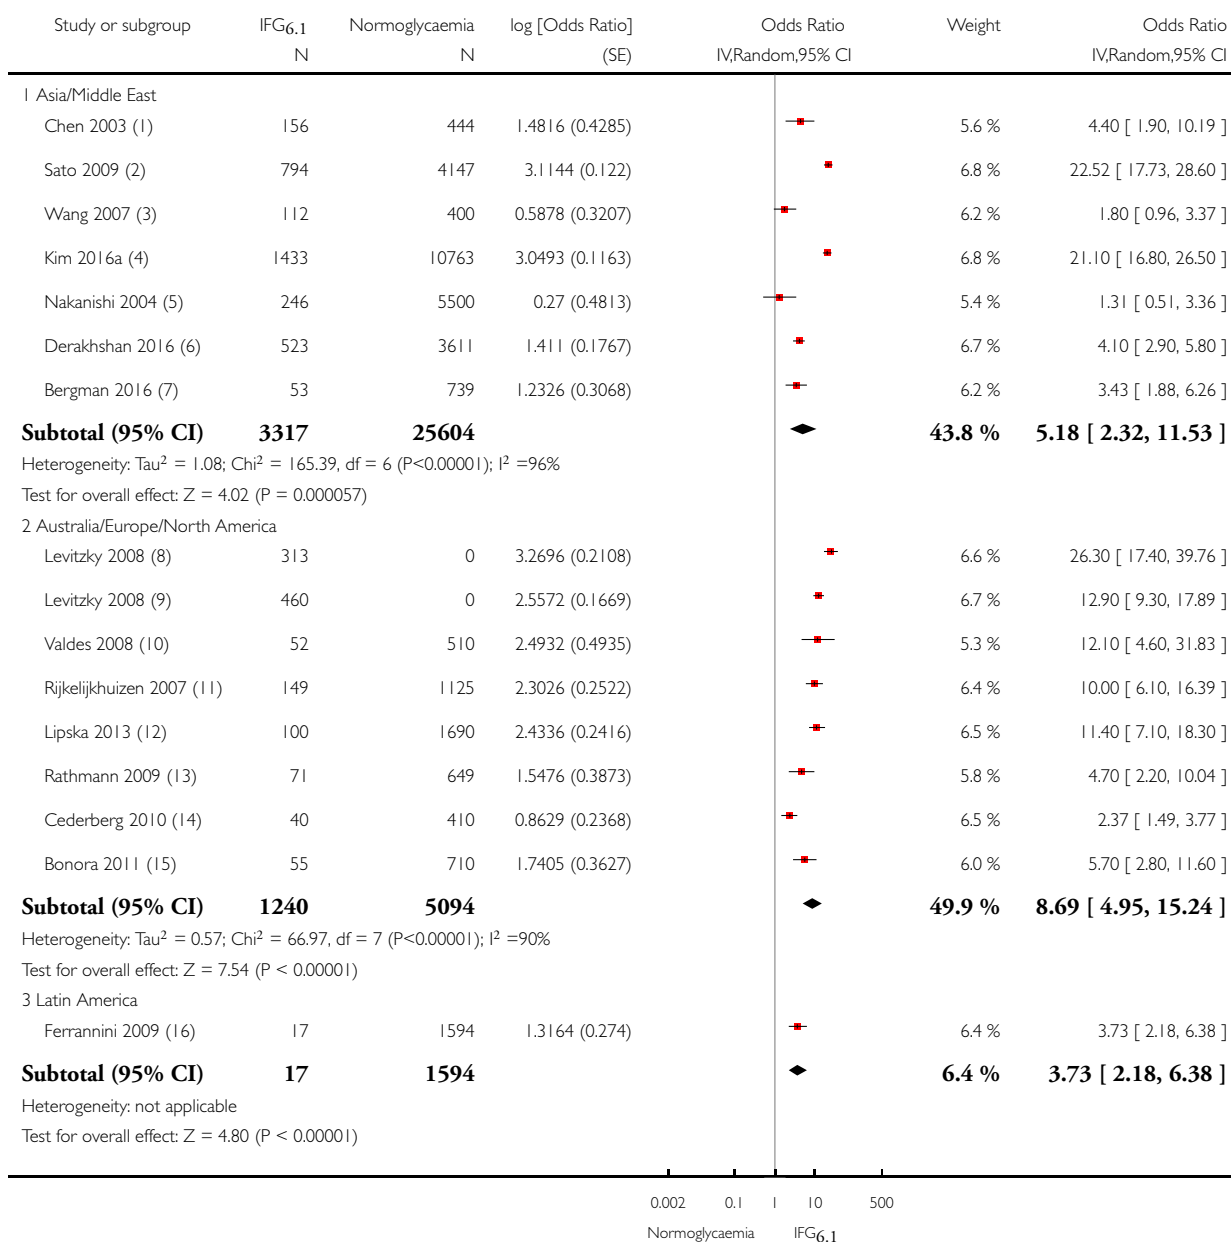 Study or subgroup IFG6.1 Normoglycaemia log [Odds Ratio] Odds Ratio Weight Odds Ratio
N N (SE) IV,Random,95% CI IV,Random,95% CI
1 Asia/Middle East
Chen 2003 (1) 156 444 1.4816 (0.4285) 5.6 % 4.40 [ 1.90, 10.19 ]
Sato 2009 (2) 794 4147 3.1144 (0.122) 6.8 % 22.52 [ 17.73, 28.60 ]
Wang 2007 (3) 112 400 0.5878 (0.3207) 6.2 % 1.80 [ 0.96, 3.37 ]
Kim 2016a (4) 1433 10763 3.0493 (0.1163) 6.8 % 21.10 [ 16.80, 26.50 ]
Nakanishi 2004 (5) 246 5500 0.27 (0.4813) 5.4 % 1.31 [ 0.51, 3.36 ]
Derakhshan 2016 (6) 523 3611 1.411 (0.1767) 6.7 % 4.10 [ 2.90, 5.80 ]
Bergman 2016 (7) 53 739 1.2326 (0.3068) 6.2 % 3.43 [ 1.88, 6.26 ]
Subtotal (95% CI) 3317 25604 43.8 % 5.18 [ 2.32, 11.53 ]
Heterogeneity: Tau² = 1.08; Chi² = 165.39, df = 6 (P<0.00001); I² =96%
Test for overall effect: Z = 4.02 (P = 0.000057)
2 Australia/Europe/North America
Levitzky 2008 (8) 313 0 3.2696 (0.2108) 6.6 % 26.30 [ 17.40, 39.76 ]
Levitzky 2008 (9) 460 0 2.5572 (0.1669) 6.7 % 12.90 [ 9.30, 17.89 ]
Valdes 2008 (10) 52 510 2.4932 (0.4935) 5.3 % 12.10 [ 4.60, 31.83 ]
Rijkelijkhuizen 2007 (11) 149 1125 2.3026 (0.2522) 6.4 % 10.00 [ 6.10, 16.39 ]
Lipska 2013 (12) 100 1690 2.4336 (0.2416) 6.5 % 11.40 [ 7.10, 18.30 ]
Rathmann 2009 (13) 71 649 1.5476 (0.3873) 5.8 % 4.70 [ 2.20, 10.04 ]
Cederberg 2010 (14) 40 410 0.8629 (0.2368) 6.5 % 2.37 [ 1.49, 3.77 ]
Bonora 2011 (15) 55 710 1.7405 (0.3627) 6.0 % 5.70 [ 2.80, 11.60 ]
Subtotal (95% CI) 1240 5094 49.9 % 8.69 [ 4.95, 15.24 ]
Heterogeneity: Tau² = 0.57; Chi² = 66.97, df = 7 (P<0.00001); I² =90%
Test for overall effect: Z = 7.54 (P < 0.00001)
3 Latin America
Ferrannini 2009 (16) 17 1594 1.3164 (0.274) 6.4 % 3.73 [ 2.18, 6.38 ]
Subtotal (95% CI) 17 1594 6.4 % 3.73 [ 2.18, 6.38 ]
Heterogeneity: not applicable
Test for overall effect: Z = 4.80 (P < 0.00001)
0.002 0.1 1 10 500
Normoglycaemia IFG6.1